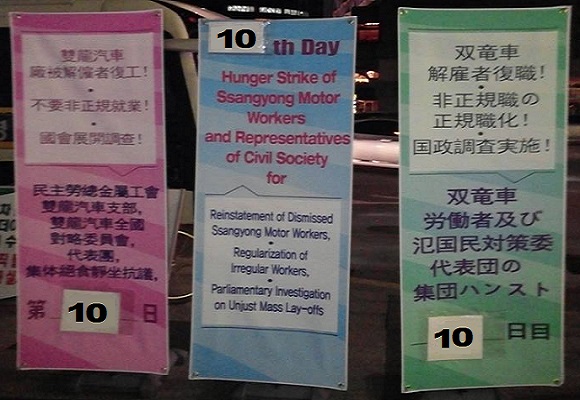 雙龍汽車
廠被解僱者復工!
不要非正規就業!
國會展開調查!
民主勞總金屬工會
雙龍汽車支部,
雙龍汽車全國
對略委員會,
代表團,
集体絕食靜坐抗議,
第 10 日
10 th Day
Hunger Strike of
Ssangyong Motor
Workers
and Representatives
of Civil Society
for
Reinstatement of Dismissed
Ssangyong Motor Workers,
Regularization of
Irregular Workers,
Parliamentary Investigation
on Unjust Mass Lay-offs
双竜車
解雇者復職!
非正規職の
正規職化!
国政調査実施!
双竜車
労働者及び
氾国民対策委
代表団の
集団ハンスト
10 日目